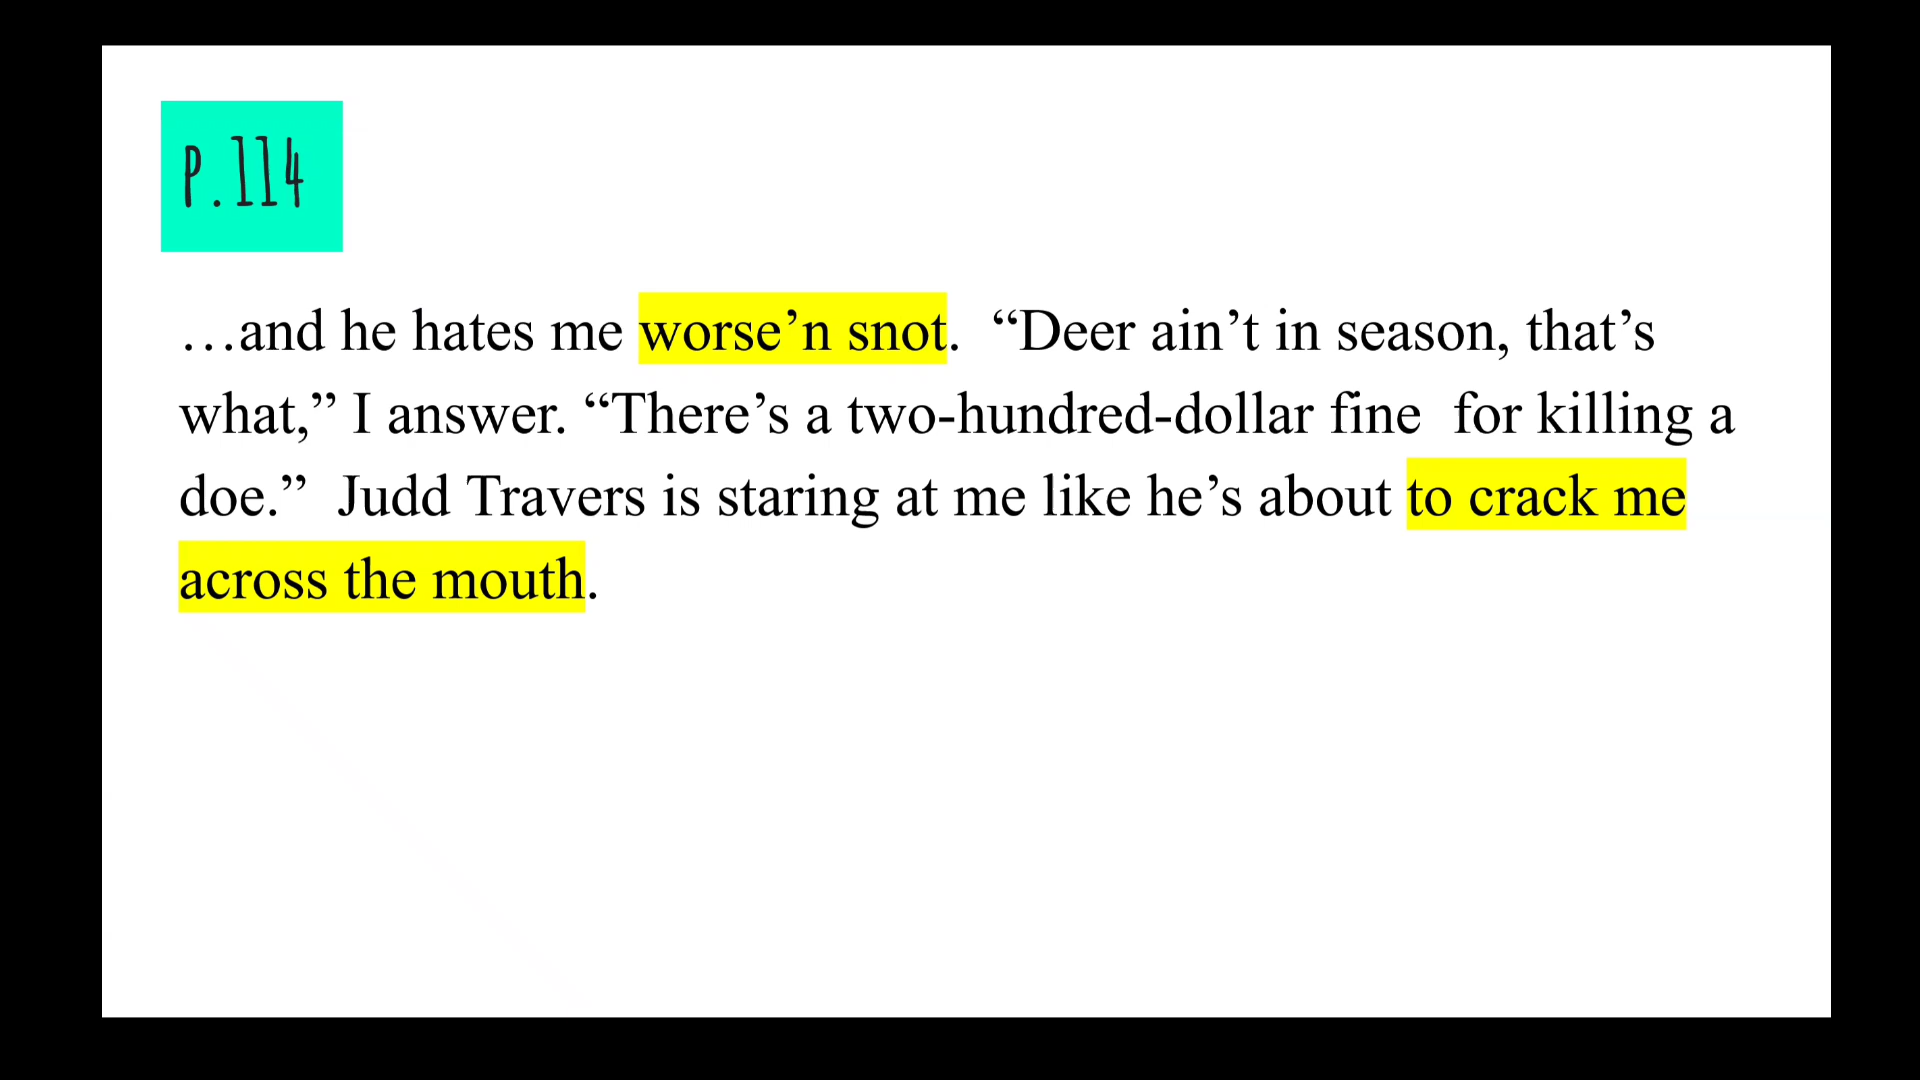 P.114
…and he hates me worse’n snot.  “Deer ain’t in season, that’s
what,” I answer. “There’s a two-hundred-dollar fine  for killing a
doe.”  Judd Travers is staring at me like he’s about to crack me
across the mouth.